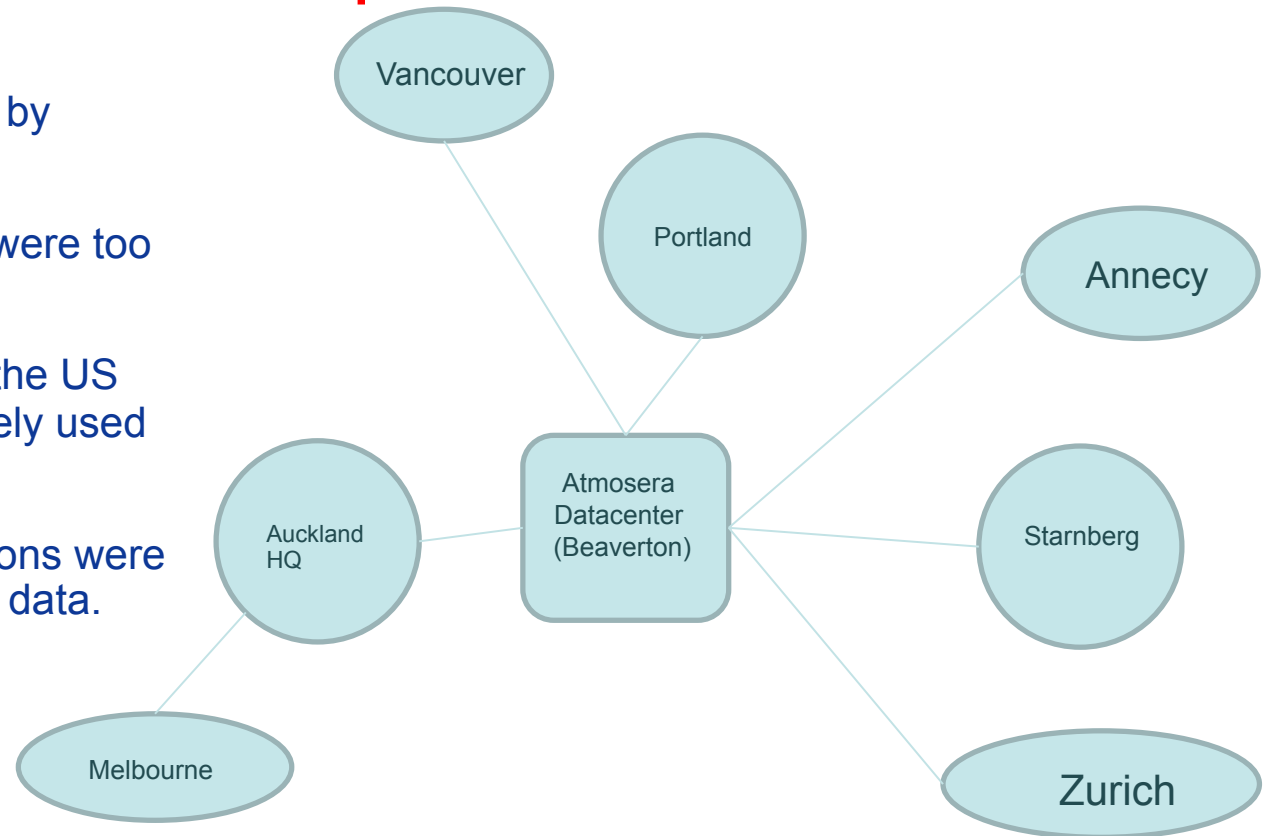 by
were too
the US
ely used
ons were
data.
Vancouver
Portland
Annecy
Auckland
HQ
Atmosera
Datacenter
(Beaverton)
Starnberg
Melbourne
Zurich